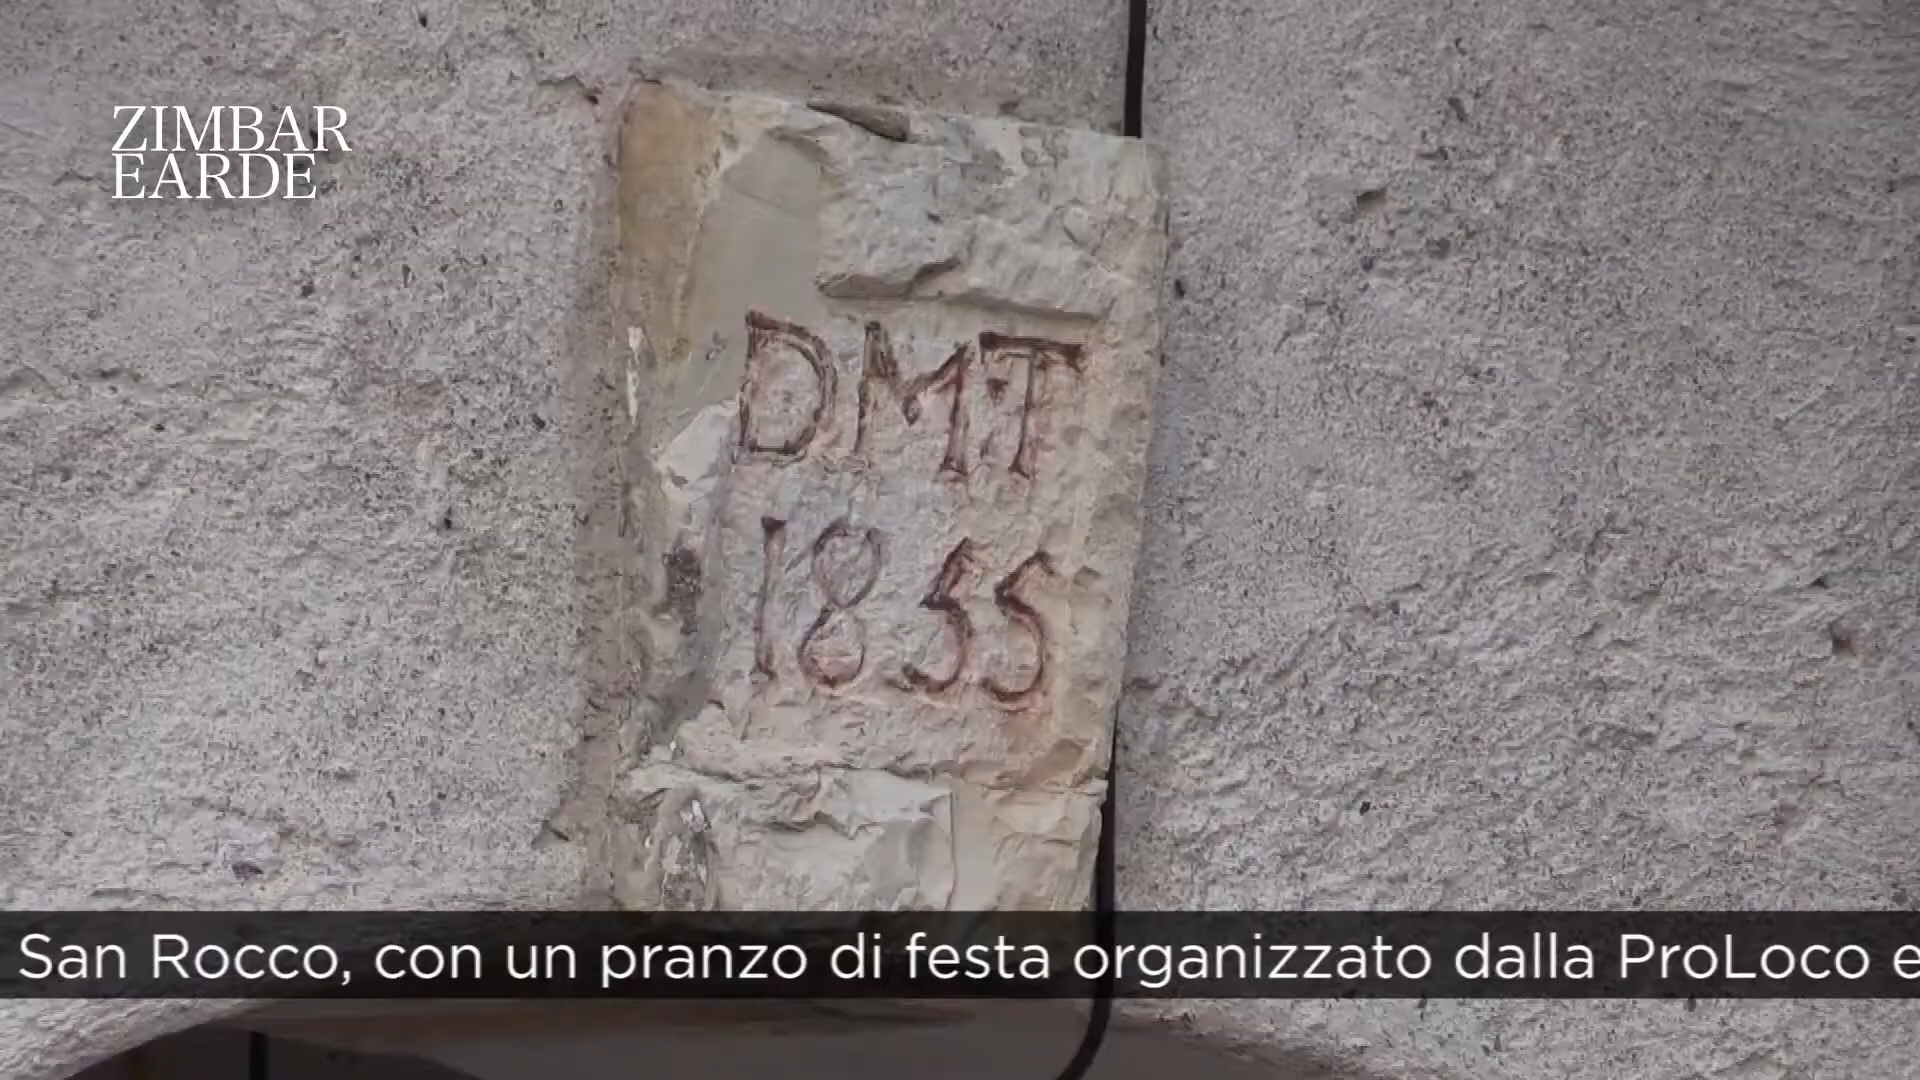 ZIMBAR
EARDE
DMT
1855
San Rocco, con un pranzo di festa organizzato dalla ProLoco e